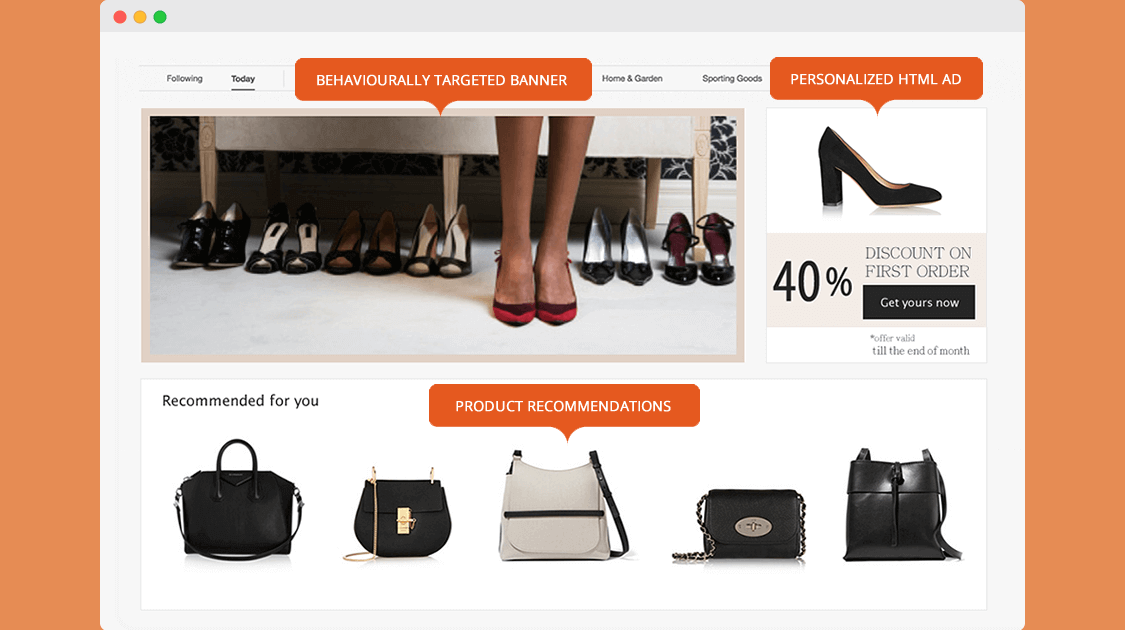 Following
Today
BEHAVIOURALLY TARGETED BANNER
Home & Garden
Sporting Goods
PERSONALIZED HTML AD
40%
DISCOUNT ON
FIRST ORDER
Get yours now
*offer valid
till the end of month
Recommended for you
PRODUCT RECOMMENDATIONS